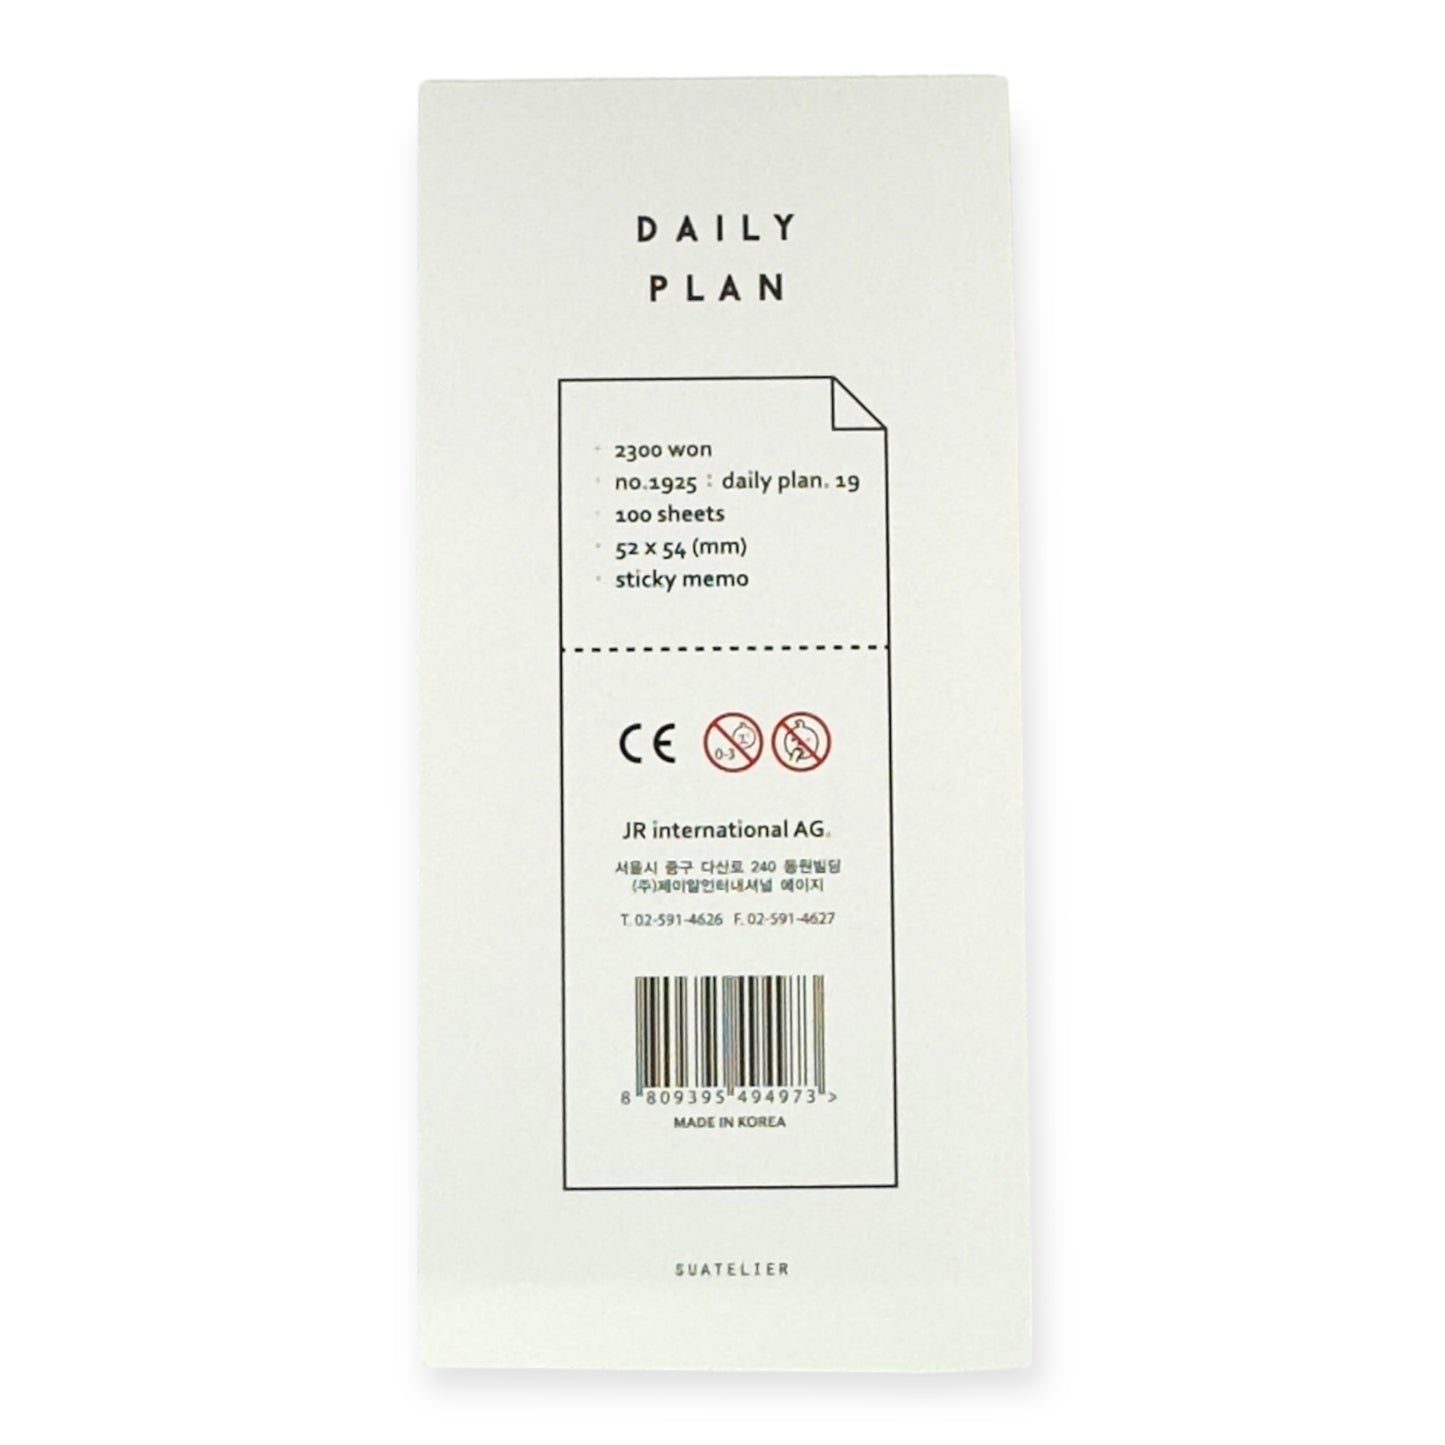 DAILY
PLAN
2300 won
no.1925 : daily plan. 19
100 sheets
52 x 54 (mm)
sticky memo
CE
0-3
JR international AG.
서울시 중구 다산로 240 동원빌딩
(주)제이알인터내셔널 에이지
T. 02-591-4626 F. 02-591-4627
8 809395 494973 >
MADE IN KOREA
SUATELIER